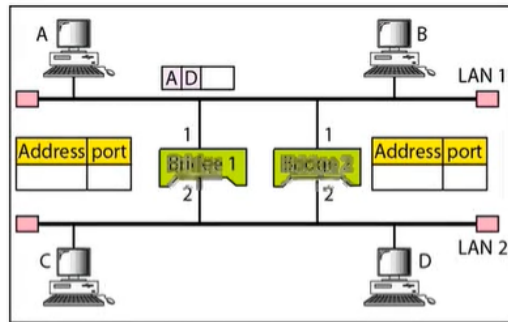 A
B
A D
LAN 1
1
1
Address port
Bridge 1
Bridge 2
Address port
2
2
LAN 2
C
D